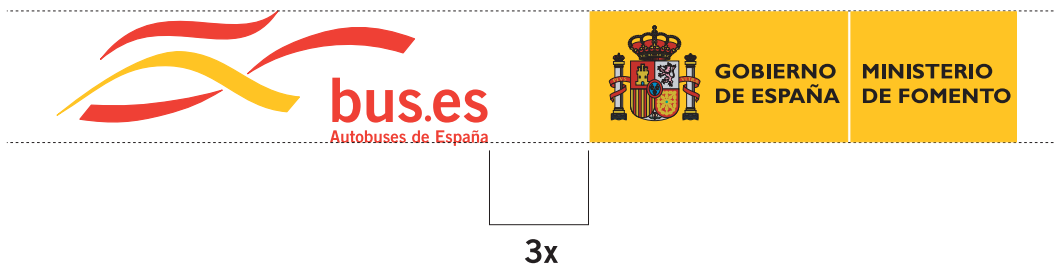 bus.es
Autobuses de España
GOBIERNO
DE ESPAÑA
MINISTERIO
DE FOMENTO
3x